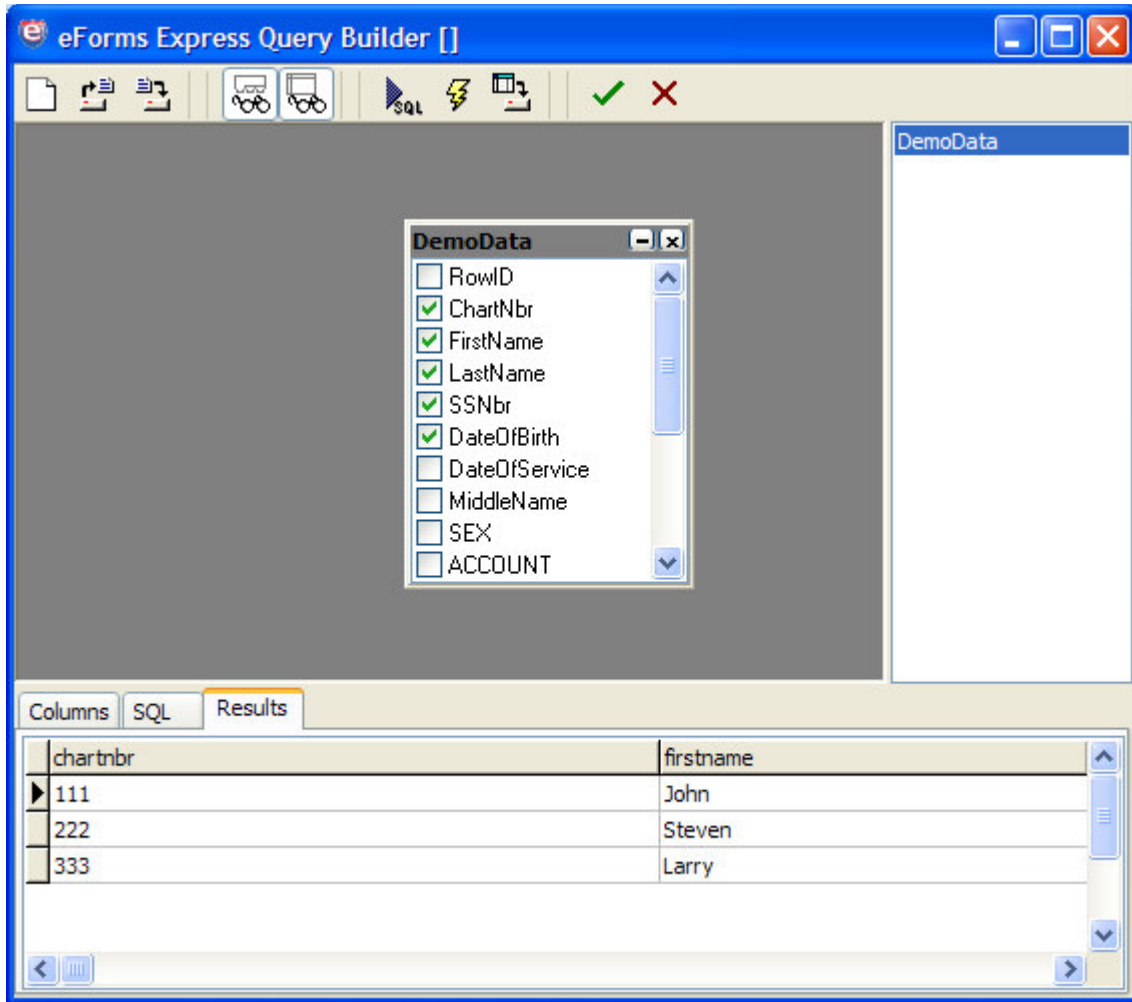 eForms Express Query Builder []
SQL
DemoData
DemoData
RowID
ChartNbr
FirstName
LastName
SSNbr
DateOfBirth
DateOfService
MiddleName
SEX
ACCOUNT
Columns SQL Results
chartnbr firstname
111 John
222 Steven
333 Larry